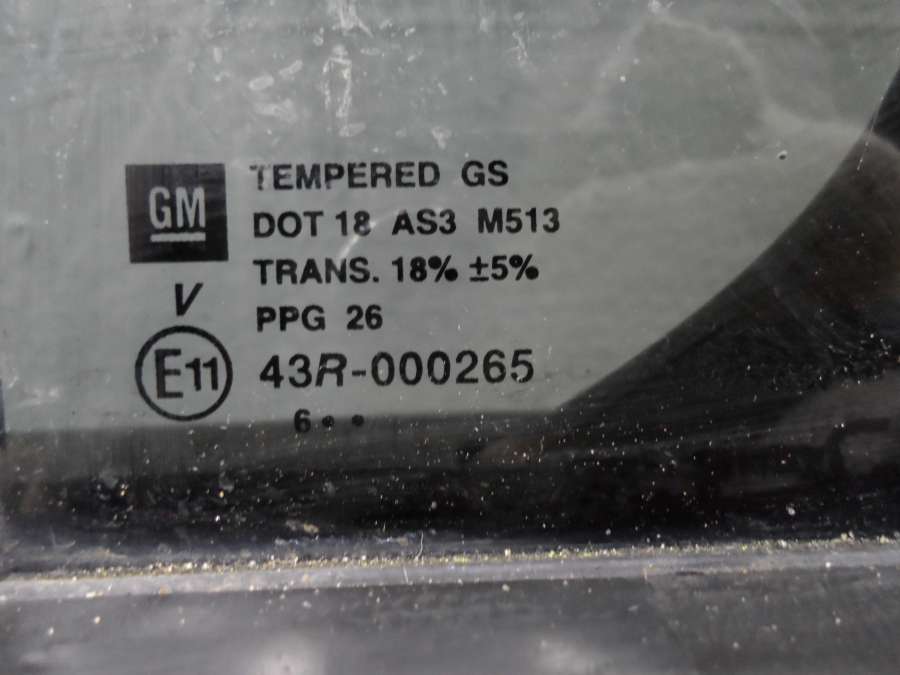 GM
TEMPERED GS
DOT 18 AS3 M513
TRANS. 18% ±5%
V
PPG 26
E11 43R-000265
6••